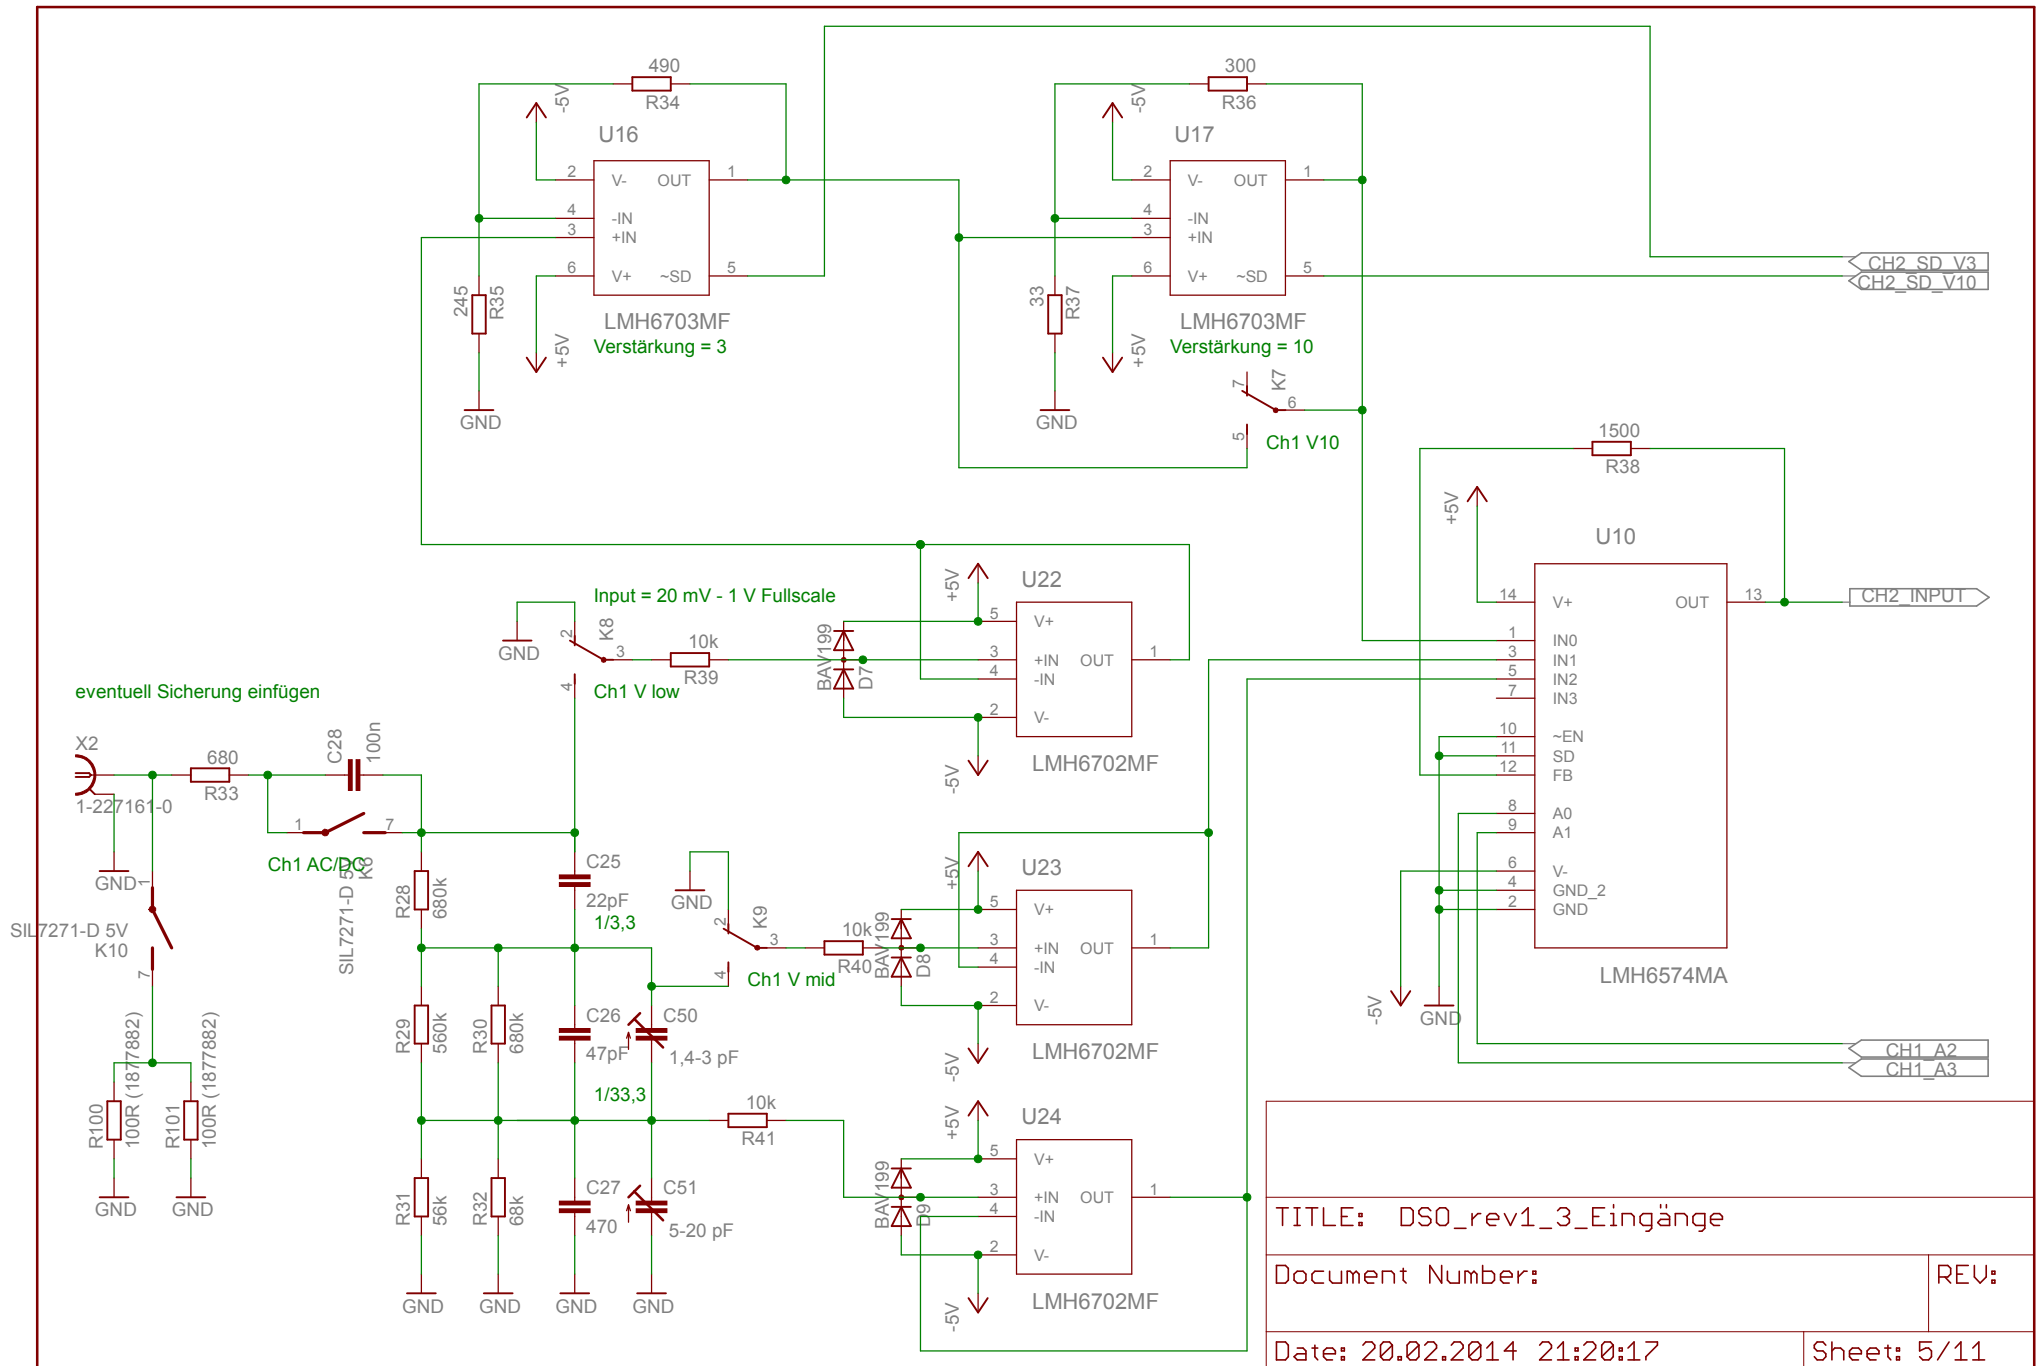 490
R34
-5V
U16
2 V- OUT 1
4 -IN
3 +IN
6 V+ ~SD 5
245
R35
+5V
LMH6703MF
Verstärkung = 3
GND
300
R36
-5V
U17
2 V- OUT 1
4 -IN
3 +IN
6 V+ ~SD 5
33
R37
+5V
LMH6703MF
Verstärkung = 10
GND
7
K7
6
5
Ch1 V10
CH2_SD_V3
CH2_SD_V10
1500
R38
+5V
U10
14 V+ OUT 13
1 IN0
3 IN1
5 IN2
7 IN3
10 ~EN
11 SD
12 FB
8 A0
9 A1
6 V-
4 GND_2
2 GND
LMH6574MA
-5V
GND
CH2_INPUT
CH1_A2
CH1_A3
Input = 20 mV - 1 V Fullscale
GND
2
K8
3
4
10k
R39
Ch1 V low
BAV199
D7
+5V
U22
5 V+
3 +IN OUT 1
4 -IN
2 V-
-5V
LMH6702MF
eventuell Sicherung einfügen
X2
1-227161-0
GND
680
R33
C28
100n
1 7
Ch1 AC/DC
K6
SIL7271-D 5V
1
SIL7271-D 5V
K10
7
R100
100R (1877882)
R101
100R (1877882)
GND
GND
R28
680k
C25
22pF
1/3,3
GND
2
K9
3
4
10k
R40
Ch1 V mid
BAV199
D8
+5V
U23
5 V+
3 +IN OUT 1
4 -IN
2 V-
-5V
LMH6702MF
R29
560k
R30
680k
C26
47pF
C50
1,4-3 pF
1/33,3
10k
R41
R31
56k
R32
68k
C27
470
C51
5-20 pF
GND
GND
GND
GND
BAV199
D9
+5V
U24
5 V+
3 +IN OUT 1
4 -IN
2 V-
-5V
LMH6702MF
TITLE: DSO_rev1_3_Eingänge
Document Number:
REV:
Date: 20.02.2014 21:20:17
Sheet: 5/11